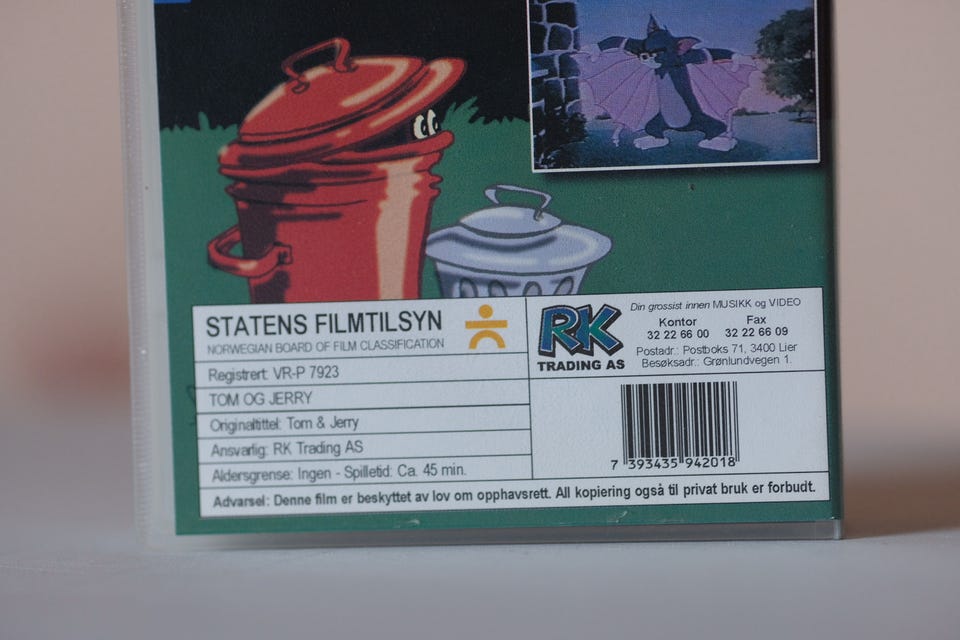 STATENS FILMTILSYN
NORWEGIAN BOARD OF FILM CLASSIFICATION
Registrert: VR-P 7923
TOM OG JERRY
Originaltittel: Tom & Jerry
Ansvarlig: RK Trading AS
Aldersgrense: Ingen - Spilletid: Ca. 45 min.
RK
TRADING AS
Din grossist innen MUSIKK og VIDEO
Kontor Fax
32 22 66 00 32 22 66 09
Postadr.: Postboks 71, 3400 Lier
Besøksadr.: Grønlundvegen 1.
7 393435 942018
Advarsel: Denne film er beskyttet av lov om opphavsrett. All kopiering også til privat bruk er forbudt.